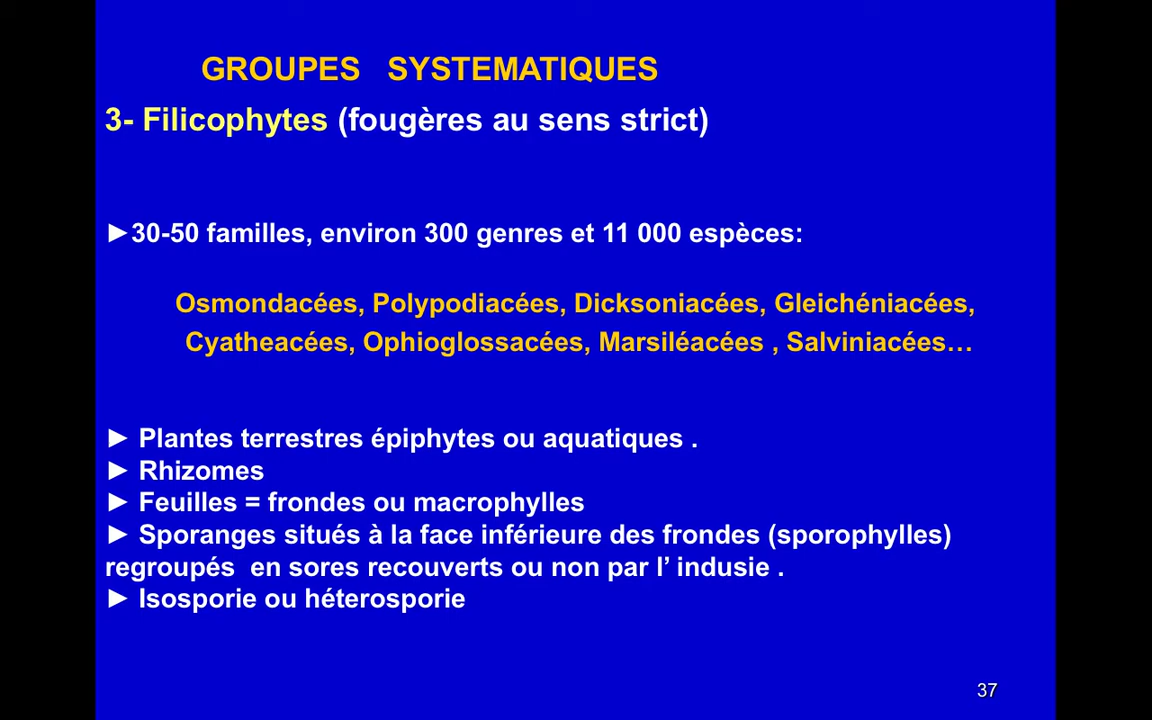 GROUPES SYSTEMATIQUES
3- Filicophytes (fougères au sens strict)
►30-50 familles, environ 300 genres et 11 000 espèces:
Osmondacées, Polypodiacées, Dicksoniacées, Gleichéniacées,
Cyatheacées, Ophioglossacées, Marsiléacées , Salviniacées…
► Plantes terrestres épiphytes ou aquatiques .
► Rhizomes
► Feuilles = frondes ou macrophylles
► Sporanges situés à la face inférieure des frondes (sporophylles)
regroupés en sores recouverts ou non par l’ indusie .
► Isosporie ou héterosporie
37